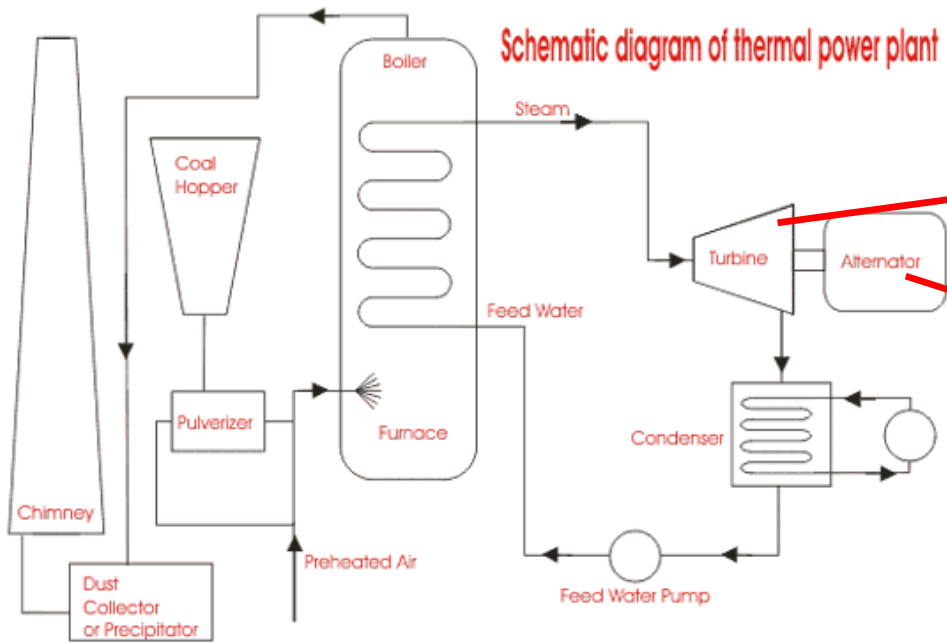 Schematic diagram of thermal power plant
Boiler
Steam
Coal
Hopper
Turbine
Alternator
Feed Water
Pulverizer
Furnace
Condenser
Chimney
Preheated Air
Feed Water Pump
Dust
Collector
or Precipitator